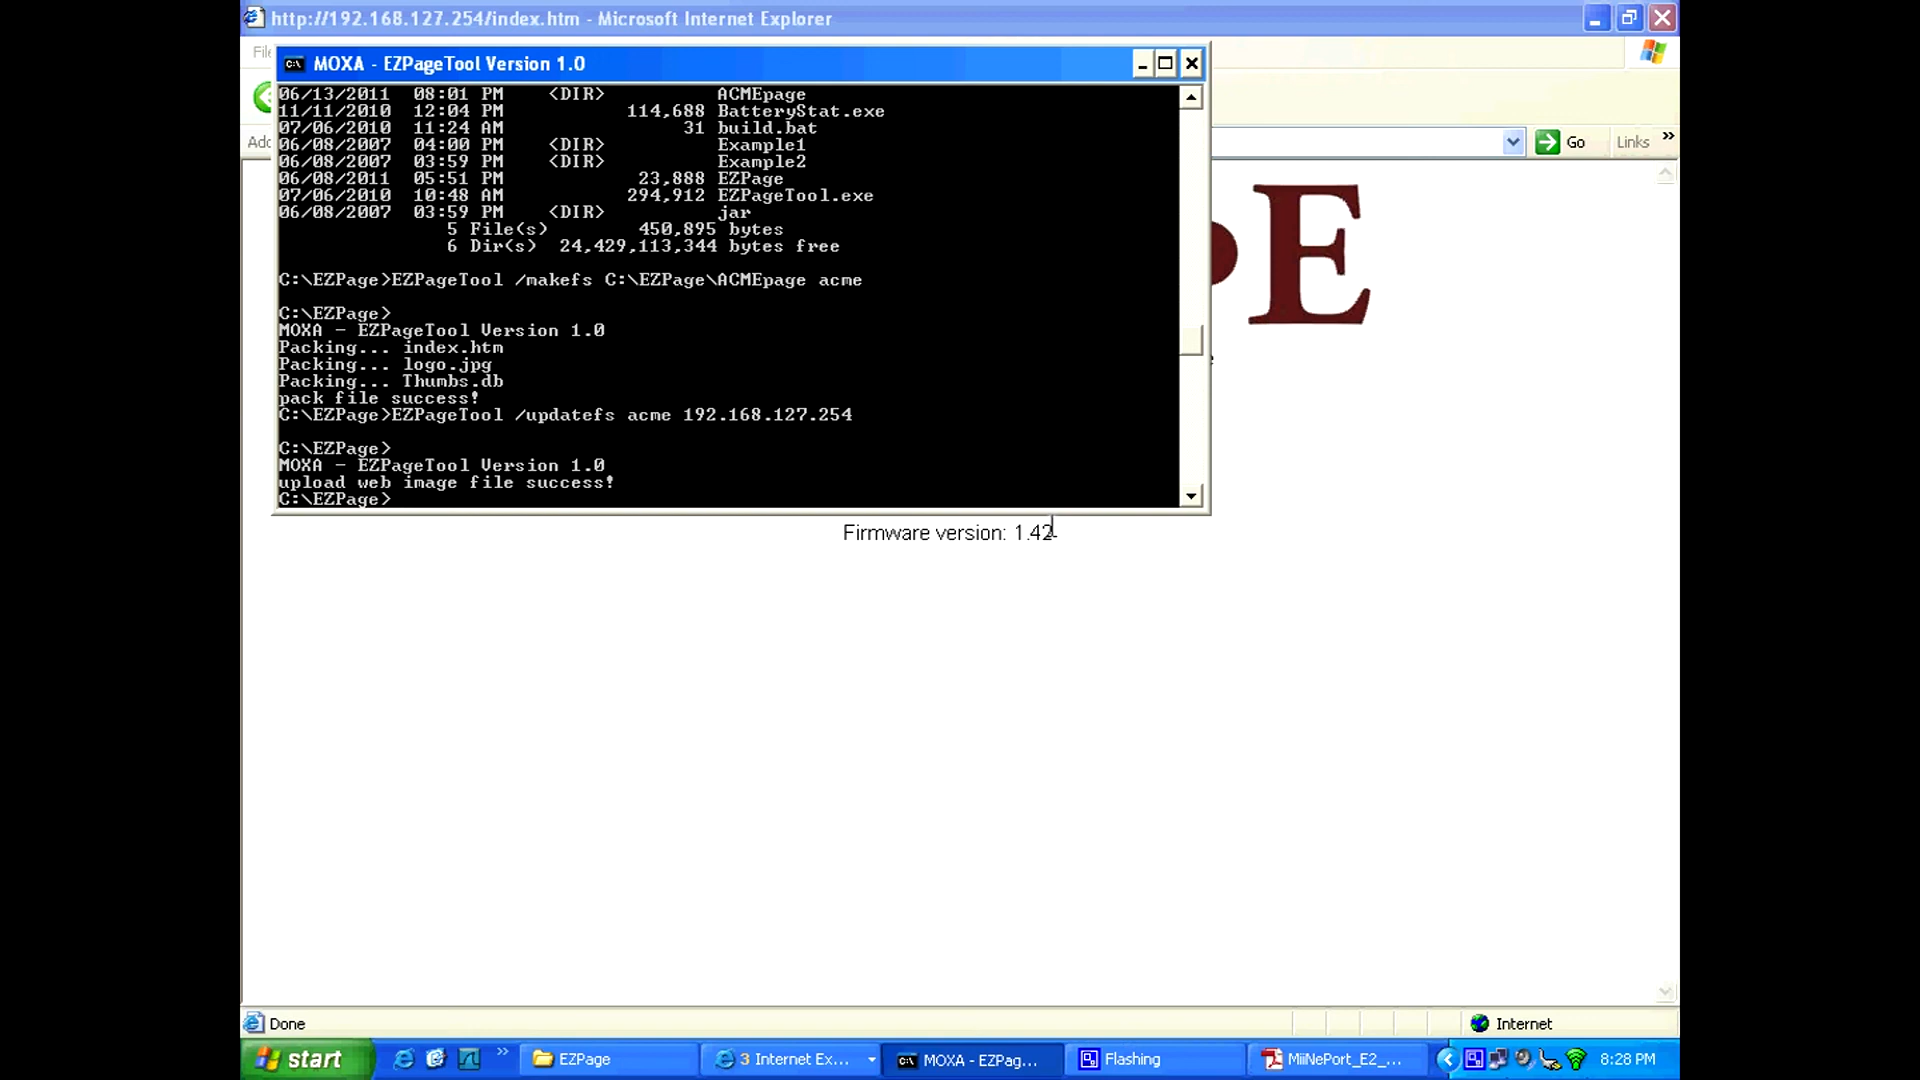 http://192.168.127.254/index.htm - Microsoft Internet Explorer
MOXA - EZPageTool Version 1.0
06/13/2011 08:01 PM <DIR> ACMEpage
11/11/2010 12:04 PM 114,688 BatteryStat.exe
07/06/2010 11:24 AM 31 build.bat
06/08/2007 04:00 PM <DIR> Example1
06/08/2007 03:59 PM <DIR> Example2
06/08/2011 05:51 PM 23,888 EZPage
07/06/2010 10:48 AM 294,912 EZPageTool.exe
06/08/2007 03:59 PM <DIR> jar
5 File(s) 450,895 bytes
6 Dir(s) 24,429,113,344 bytes free
C:\EZPage>EZPageTool /makefs C:\EZPage\ACMEpage acme
C:\EZPage>
MOXA - EZPageTool Version 1.0
Packing... index.htm
Packing... logo.jpg
Packing... Thumbs.db
pack file success!
C:\EZPage>EZPageTool /updatefs acme 192.168.127.254
C:\EZPage>
MOXA - EZPageTool Version 1.0
upload web image file success!
C:\EZPage>
Go Links »
E
Firmware version: 1.42
Done
Internet
start
»
EZPage
3 Internet Ex...
MOXA - EZPag...
Flashing
MiiNePort_E2_...
8:28 PM